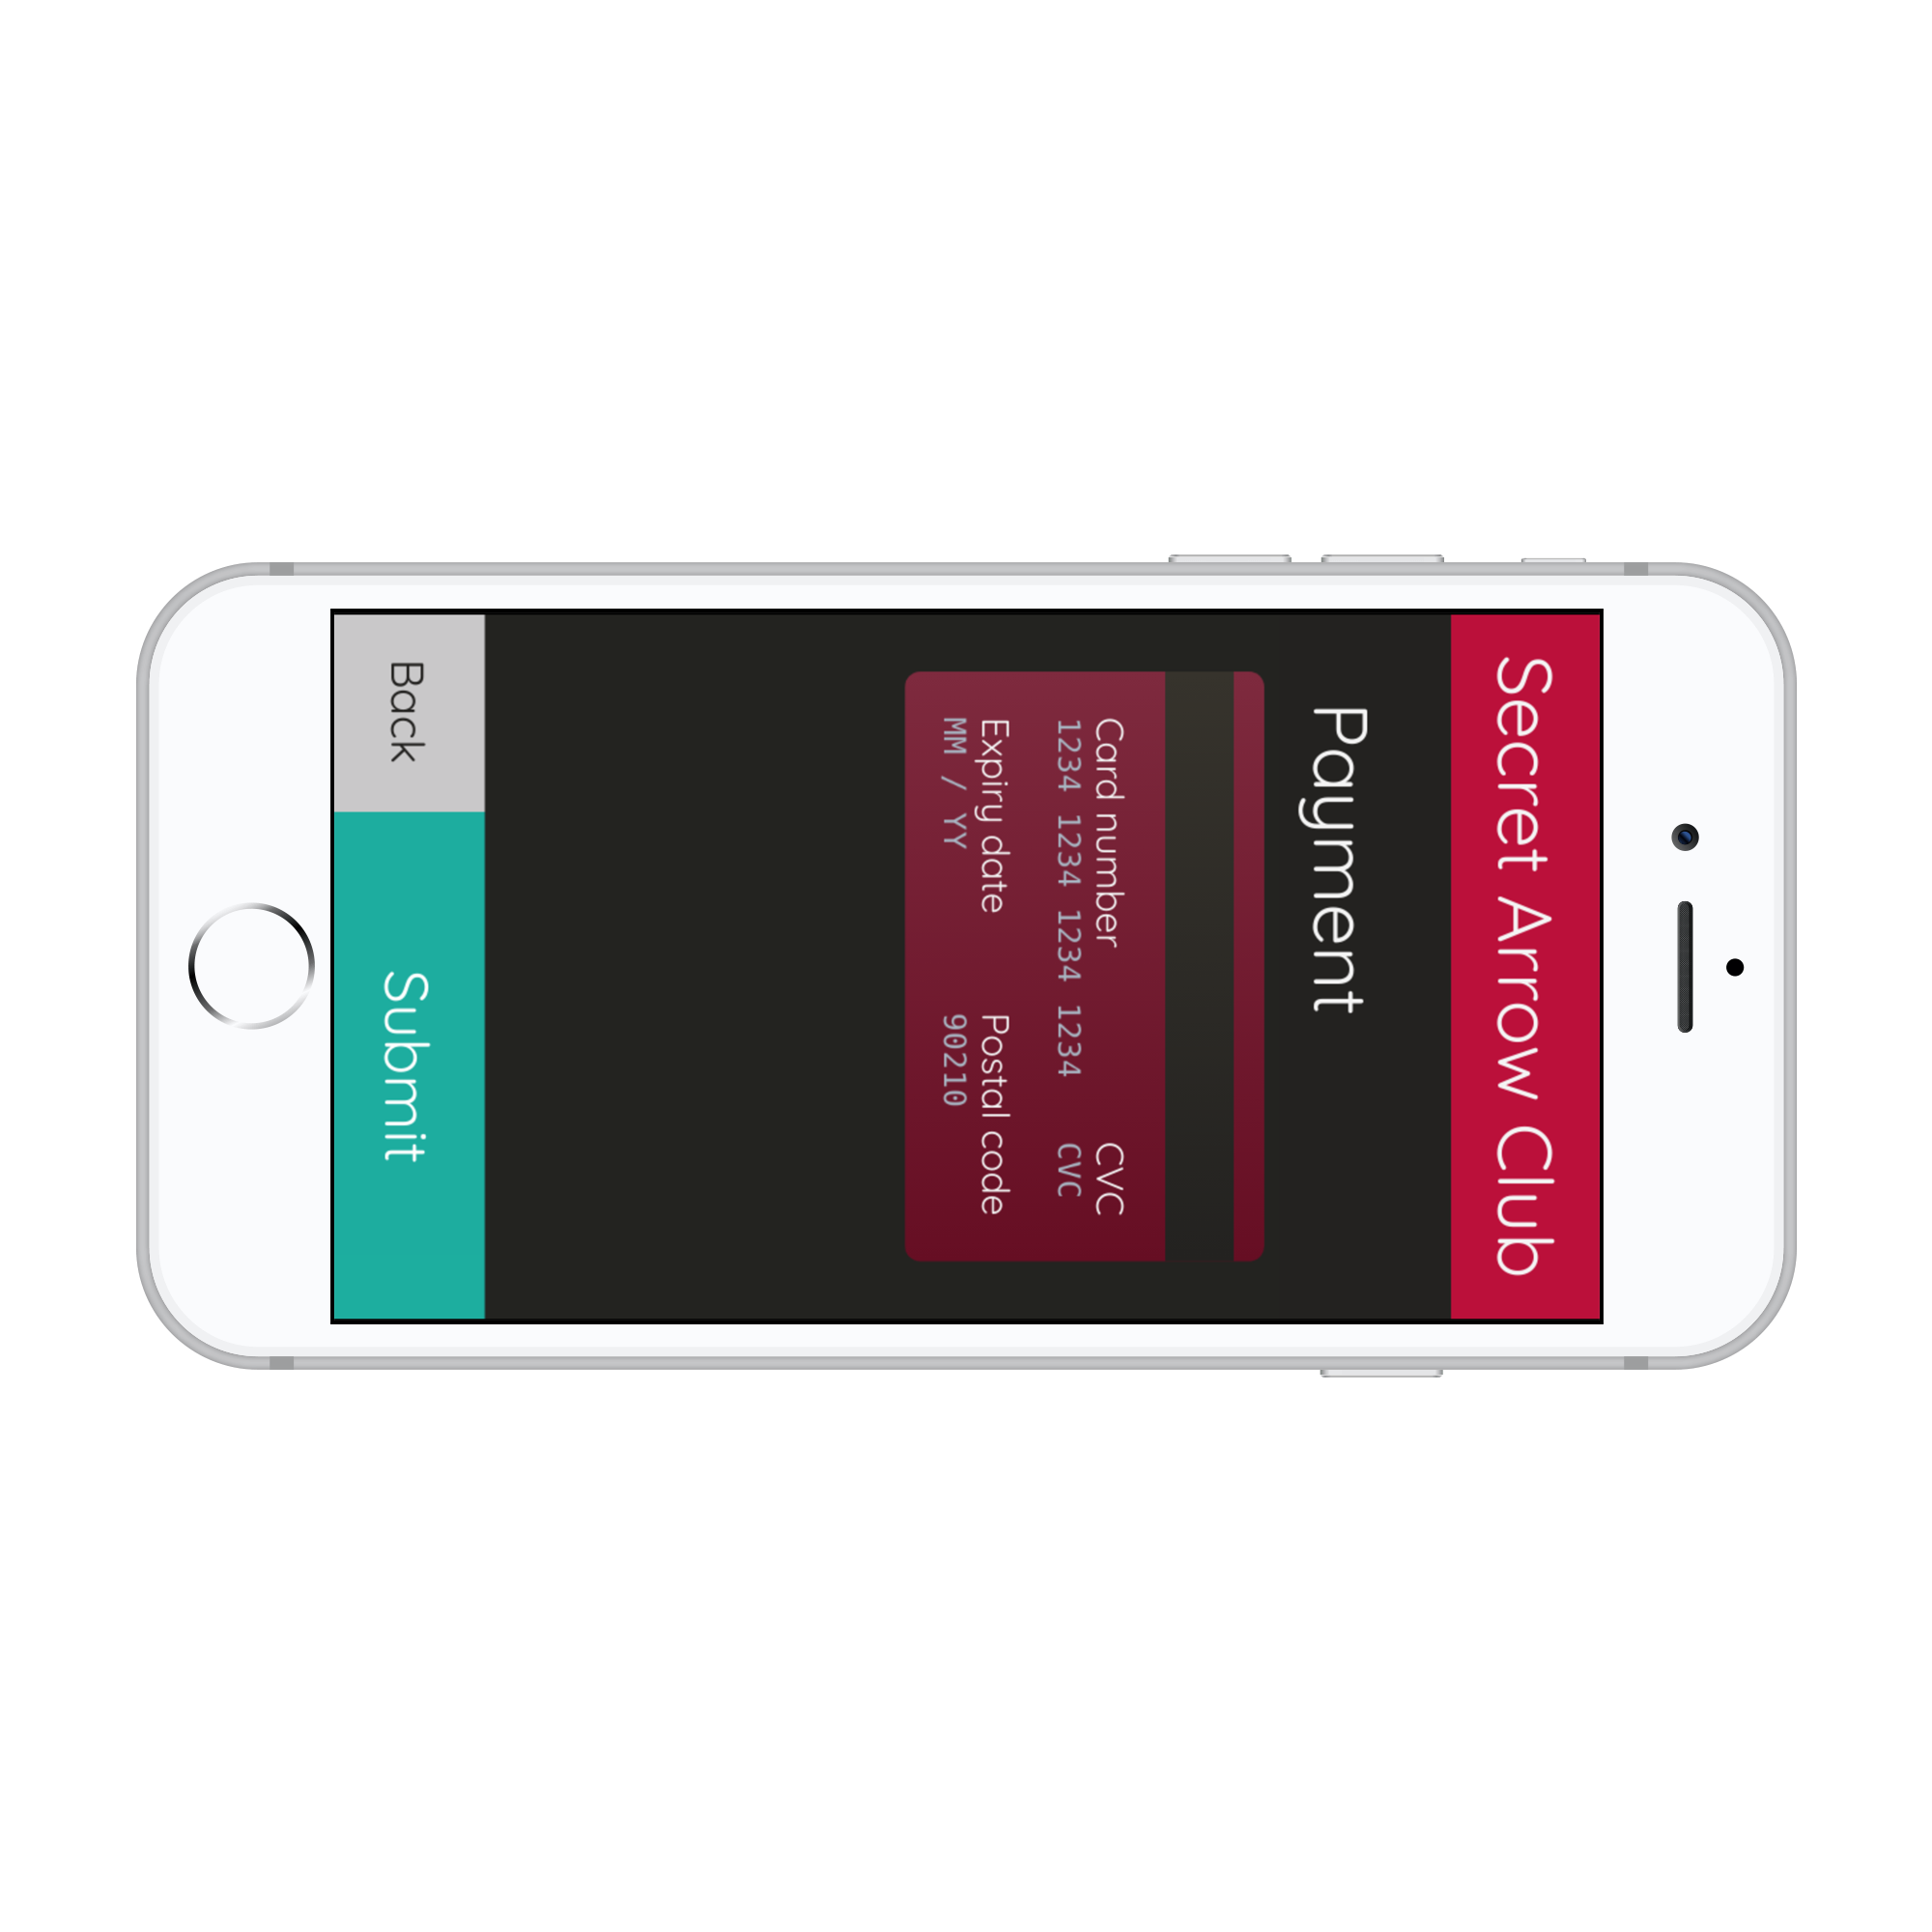 Secret Arrow Club
Payment
Card number CVC
1234 1234 1234 1234 CVC
Expiry date Postal code
MM / YY 90210
Back Submit